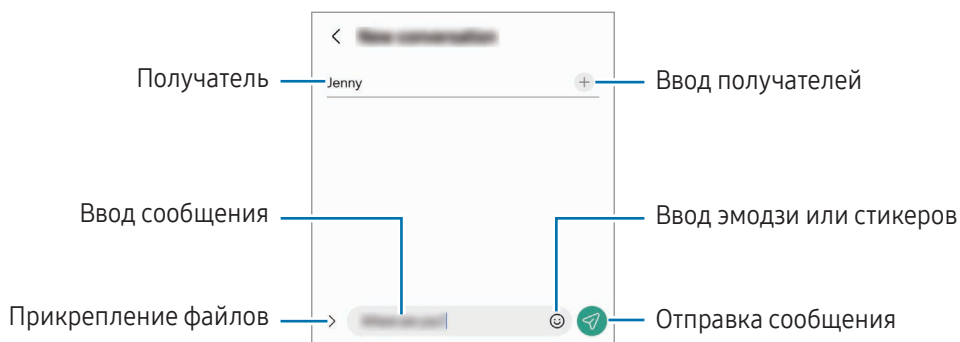 Получатель
Jenny
Ввод получателей
Ввод сообщения
Ввод эмодзи или стикеров
Прикрепление файлов
Отправка сообщения